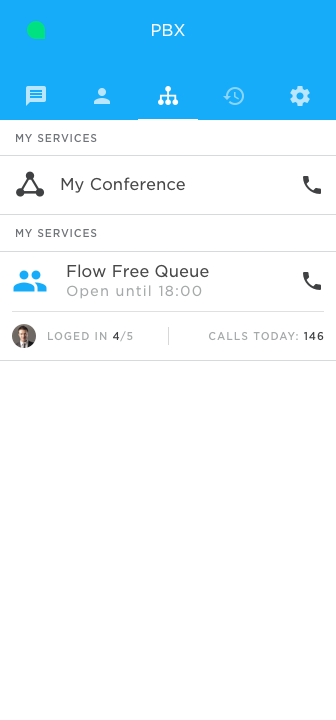 PBX
MY SERVICES
My Conference
MY SERVICES
Flow Free Queue
Open until 18:00
LOGED IN 4/5
CALLS TODAY: 146